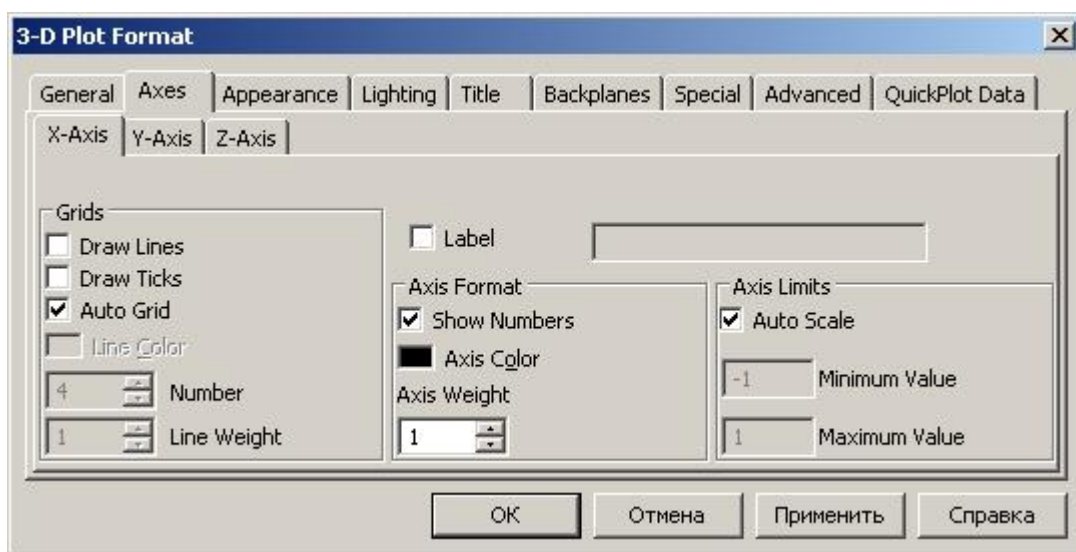 3-D Plot Format
General Axes Appearance Lighting Title Backplanes Special Advanced QuickPlot Data
X-Axis Y-Axis Z-Axis
Grids
Draw Lines
Draw Ticks
Auto Grid
Line Color
4 Number
1 Line Weight
Label
Axis Format
Show Numbers
Axis Color
Axis Weight
1
Axis Limits
Auto Scale
-1 Minimum Value
1 Maximum Value
OK Отмена Применить Справка